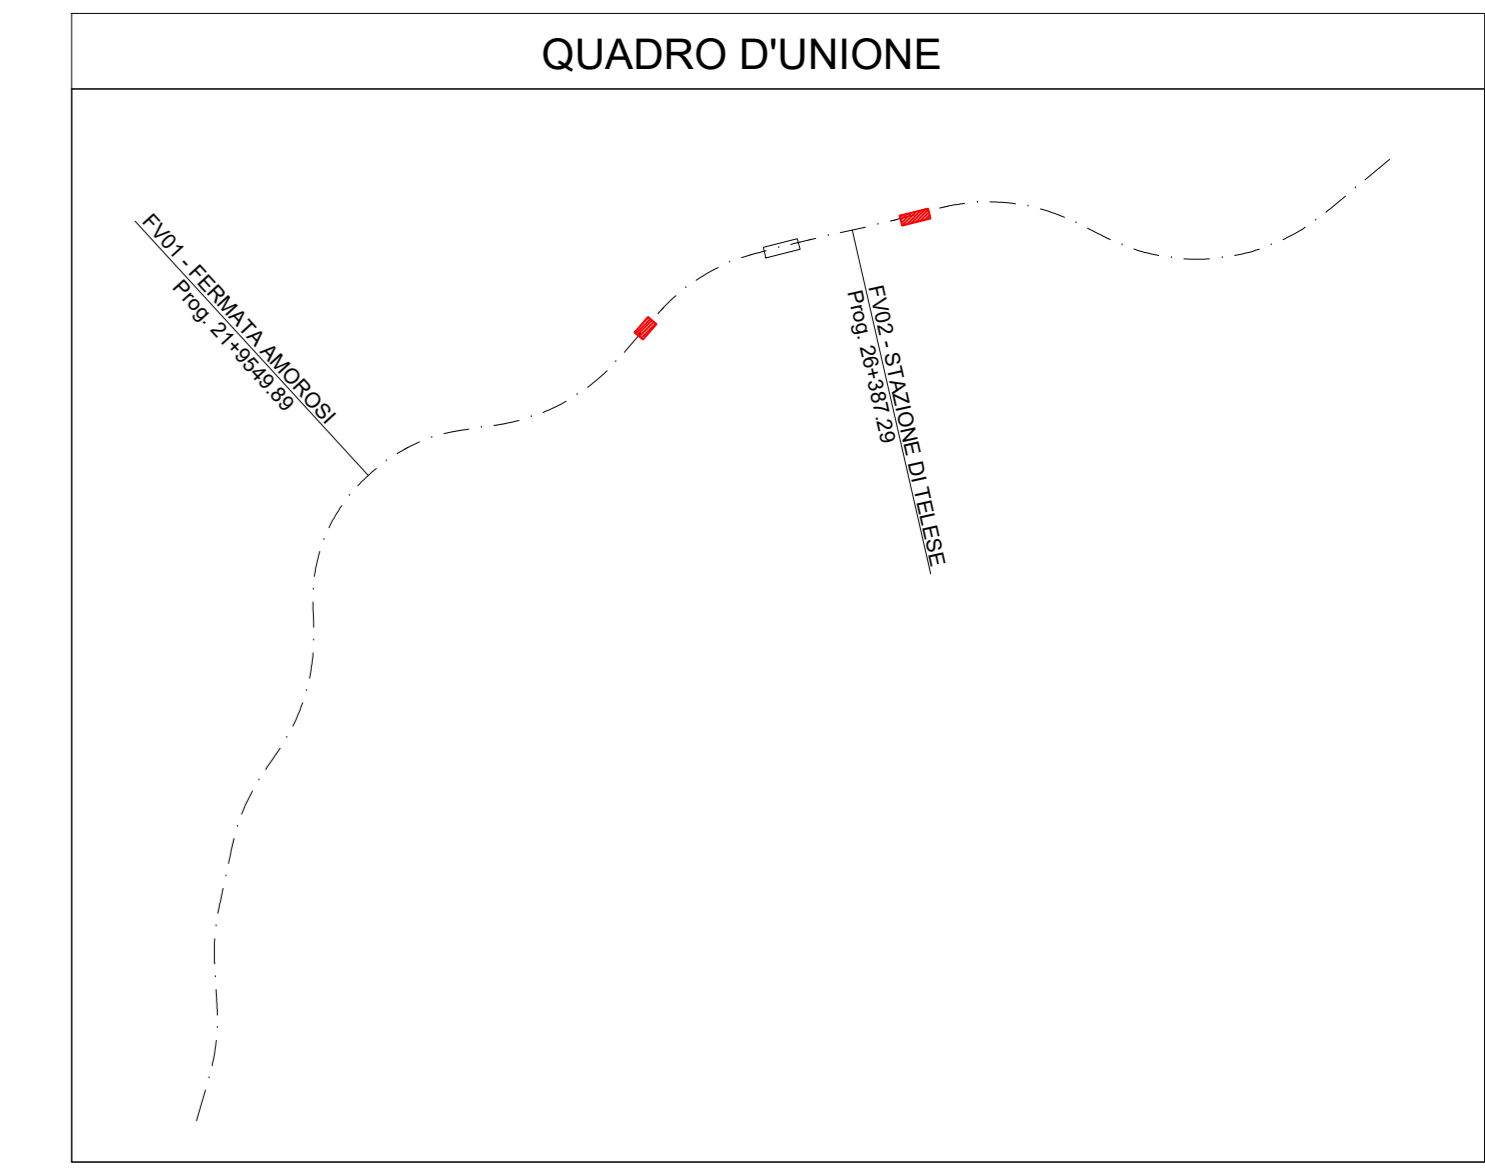 QUADRO D'UNIONE
FV01 - FERMATA AMOROSI
Prog. 21+9549.89
FV02 - STAZIONE DI TELESE
Prog. 26+387.29